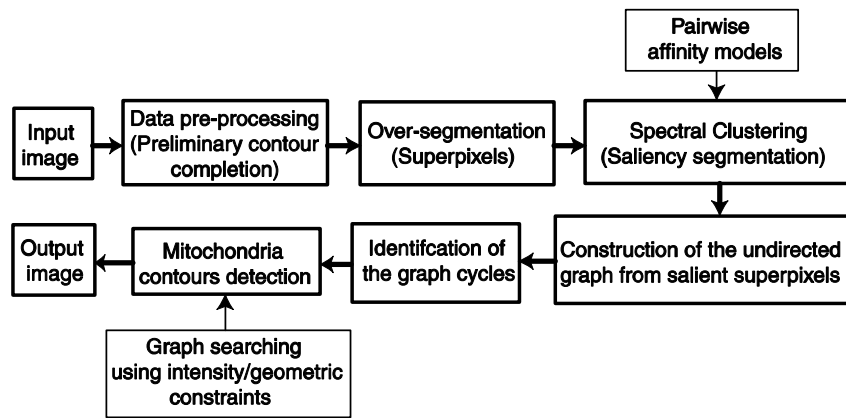 Pairwise
affinity models
Input
image
Data pre-processing
(Preliminary contour
completion)
Over-segmentation
(Superpixels)
Spectral Clustering
(Saliency segmentation)
Construction of the undirected
graph from salient superpixels
Identifcation of
the graph cycles
Mitochondria
contours detection
Output
image
Graph searching
using intensity/geometric
constraints